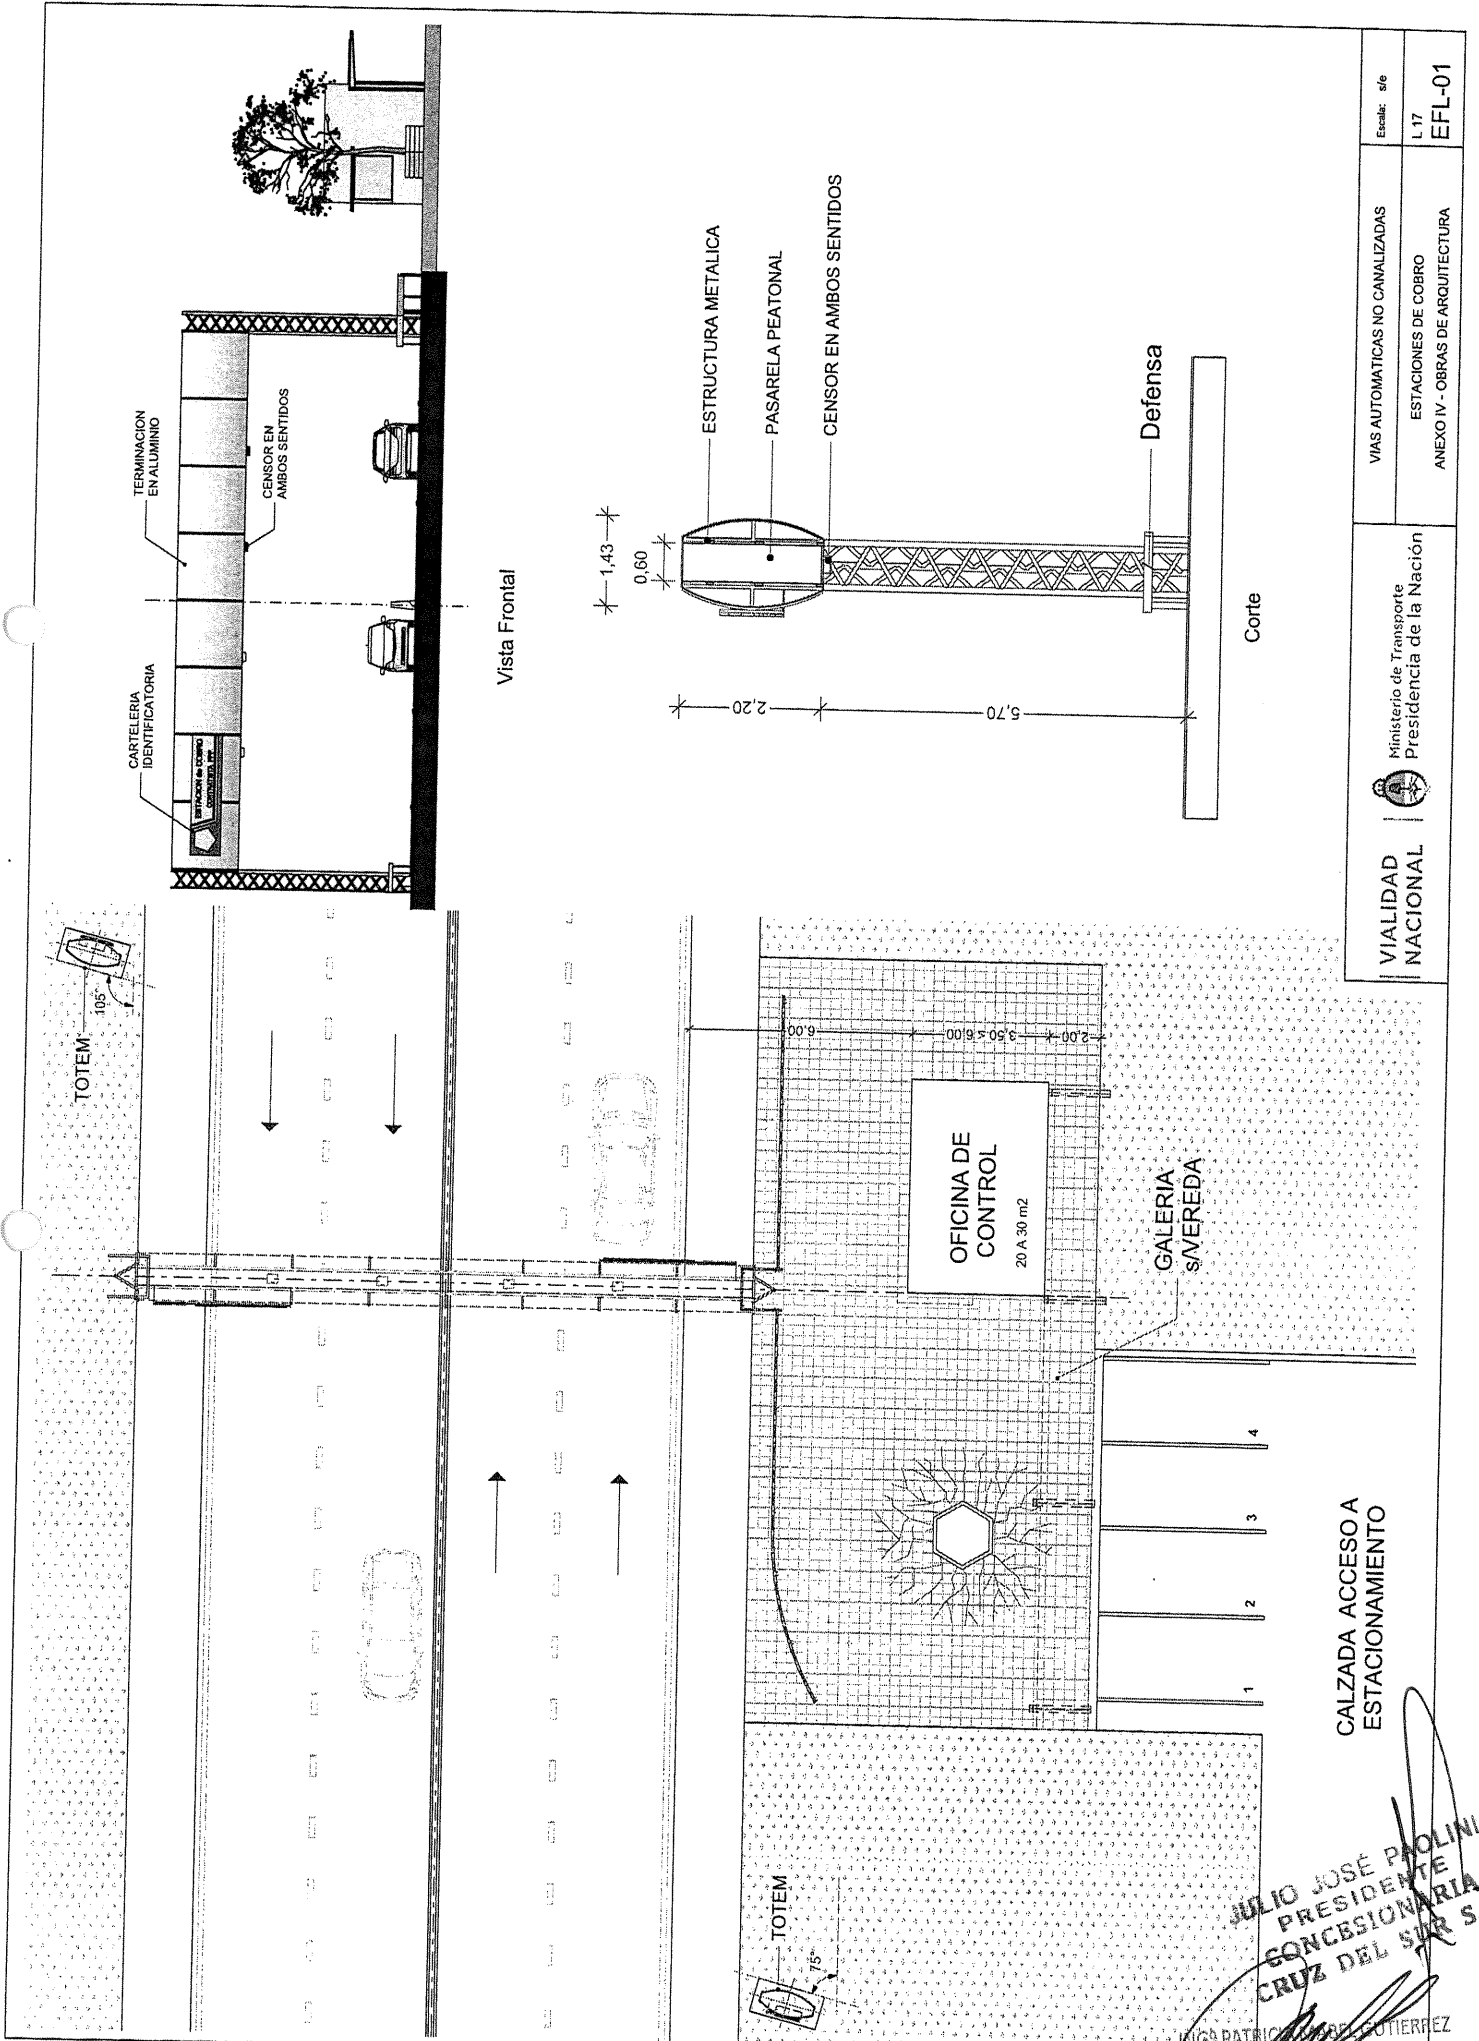 CARTELERIA
IDENTIFICATORIA
TERMINACION
EN ALUMINIO
CENSOR EN
AMBOS SENTIDOS
ESTACION de COBRO
Vista Frontal
1,43
0,60
2,20
5,70
ESTRUCTURA METALICA
PASARELA PEATONAL
CENSOR EN AMBOS SENTIDOS
Defensa
Corte
TOTEM
105°
TOTEM
75°
6.00
3,50 ≤ 6,00
2,00
OFICINA DE
CONTROL
20 A 30 m2
GALERIA
S/VEREDA
1
2
3
4
CALZADA ACCESO A
ESTACIONAMIENTO
VIALIDAD
NACIONAL
Ministerio de Transporte
Presidencia de la Nación
VIAS AUTOMATICAS NO CANALIZADAS
ESTACIONES DE COBRO
ANEXO IV - OBRAS DE ARQUITECTURA
Escala: s/e
L 17
EFL-01
JULIO JOSÉ PAOLINI
PRESIDENTE
CONCESIONARIA
CRUZ DEL SUR S
GUTIERREZ